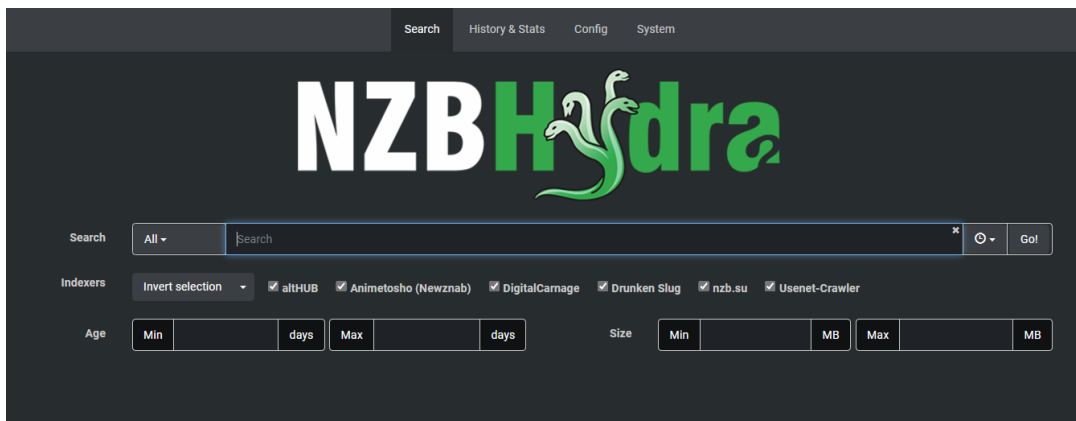 Search History & Stats Config System
NZBHydra2
Search All Search × Go!
Indexers Invert selection altHUB Animetosho (Newznab) DigitalCarnage Drunken Slug nzb.su Usenet-Crawler
Age Min days Max days Size Min MB Max MB